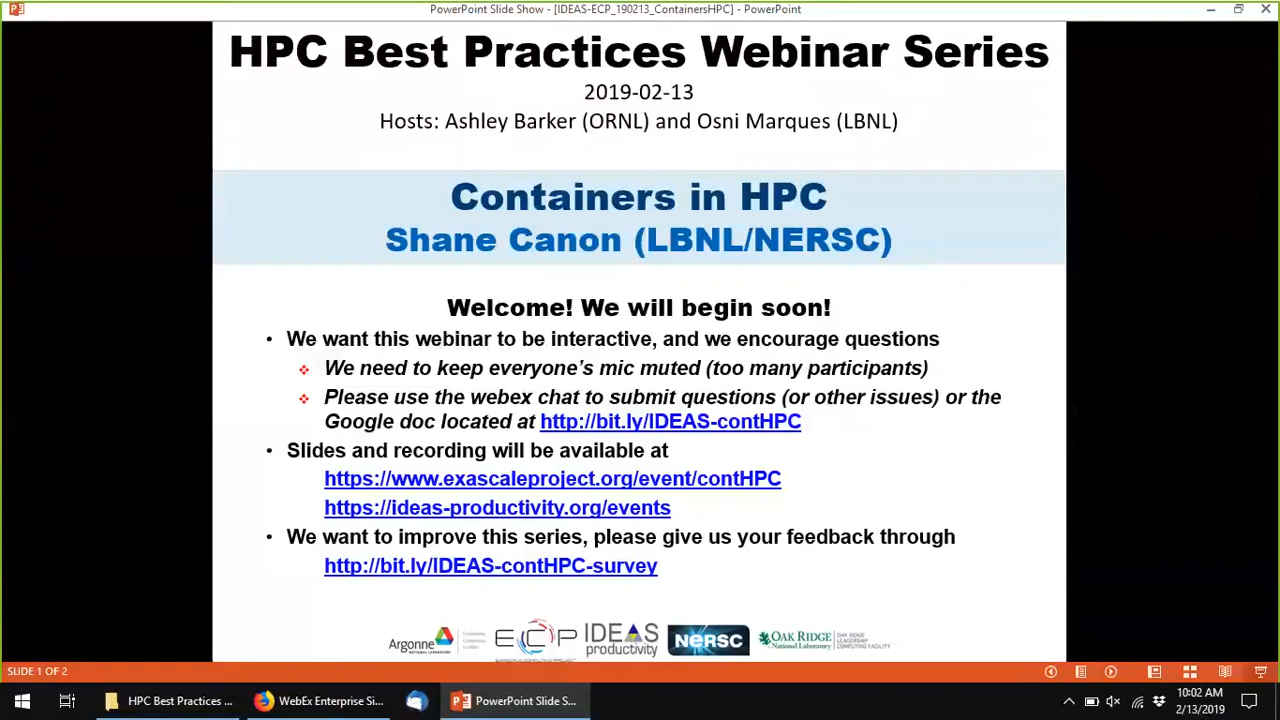 PowerPoint Slide Show - [IDEAS-ECP_190213_ContainersHPC] - PowerPoint
HPC Best Practices Webinar Series
2019-02-13
Hosts: Ashley Barker (ORNL) and Osni Marques (LBNL)
Containers in HPC
Shane Canon (LBNL/NERSC)
Welcome! We will begin soon!
• We want this webinar to be interactive, and we encourage questions
❖ We need to keep everyone's mic muted (too many participants)
❖ Please use the webex chat to submit questions (or other issues) or the
Google doc located at http://bit.ly/IDEAS-contHPC
• Slides and recording will be available at
https://www.exascaleproject.org/event/contHPC
https://ideas-productivity.org/events
• We want to improve this series, please give us your feedback through
http://bit.ly/IDEAS-contHPC-survey
Argonne
NATIONAL LABORATORY
ECP
IDEAS
productivity
NERSC
OAK RIDGE
National Laboratory
OAK RIDGE
LEADERSHIP
COMPUTING FACILITY
SLIDE 1 OF 2
HPC Best Practices ...
WebEx Enterprise Si...
PowerPoint Slide S...
10:02 AM
2/13/2019